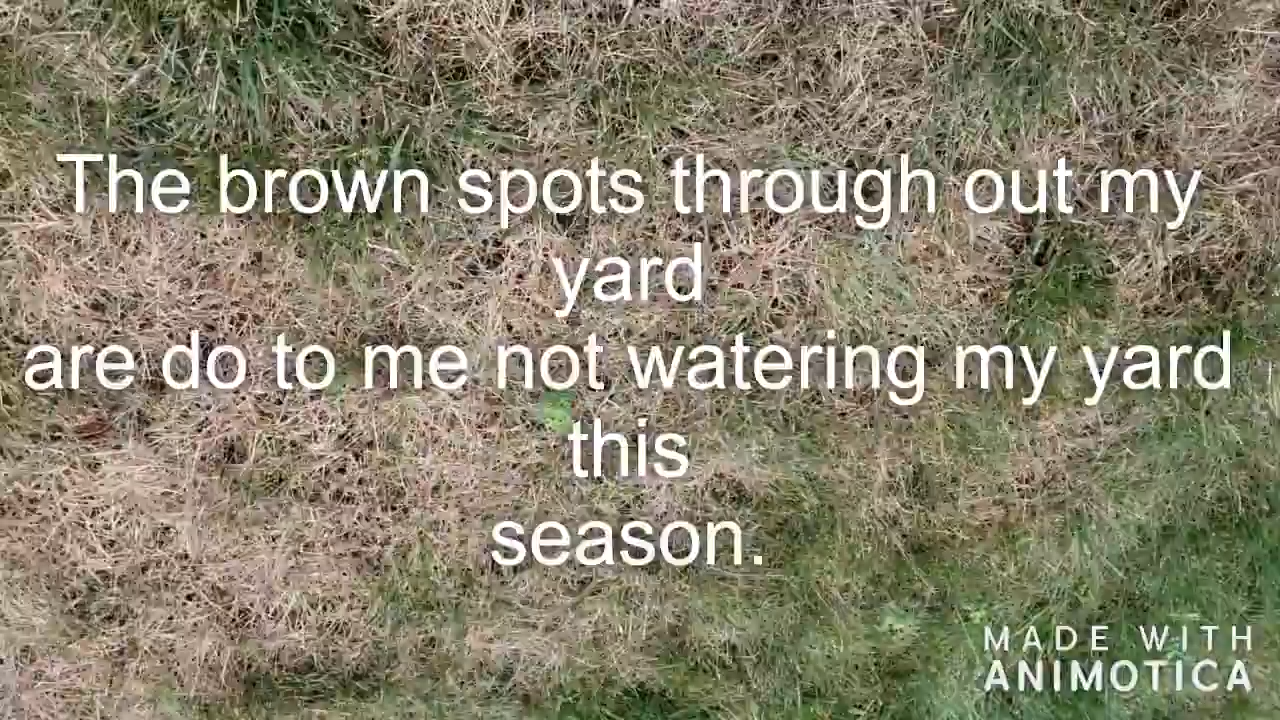 The brown spots through out my
yard
are do to me not watering my yard
this
season.
MADE WITH
ANIMOTICA